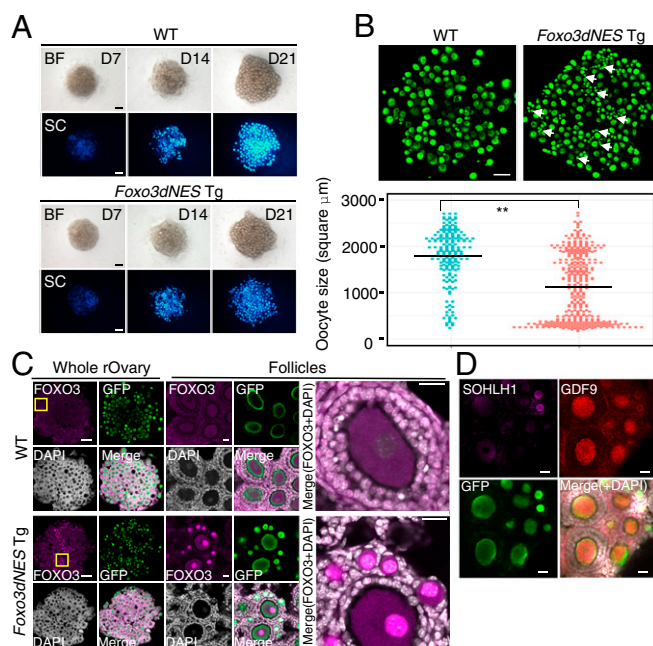 A
WT
BF D7 D14 D21
SC
Foxo3dNES Tg
BF D7 D14 D21
SC
B
WT Foxo3dNES Tg
Oocyte size (square μm)
3000
2000
1000
0
**
C
Whole rOvary Follicles
WT
FOXO3 GFP FOXO3 GFP
DAPI Merge DAPI Merge
Merge(FOXO3+DAPI)
Foxo3dNES Tg
FOXO3 GFP FOXO3 GFP
DAPI Merge DAPI Merge
Merge(FOXO3+DAPI)
D
SOHLH1 GDF9
GFP Merge(+DAPI)